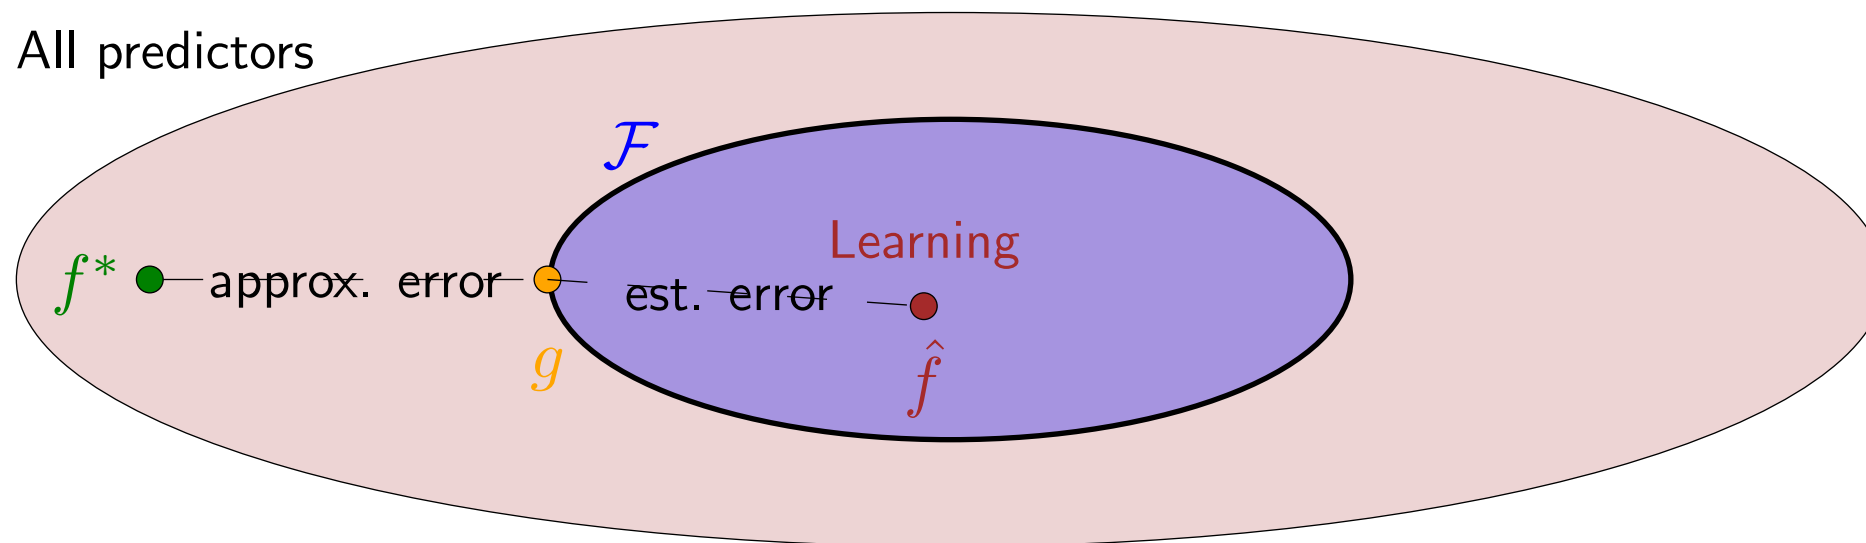 All predictors
ℱ
Learning
f* approx. error est. error
g
f̂